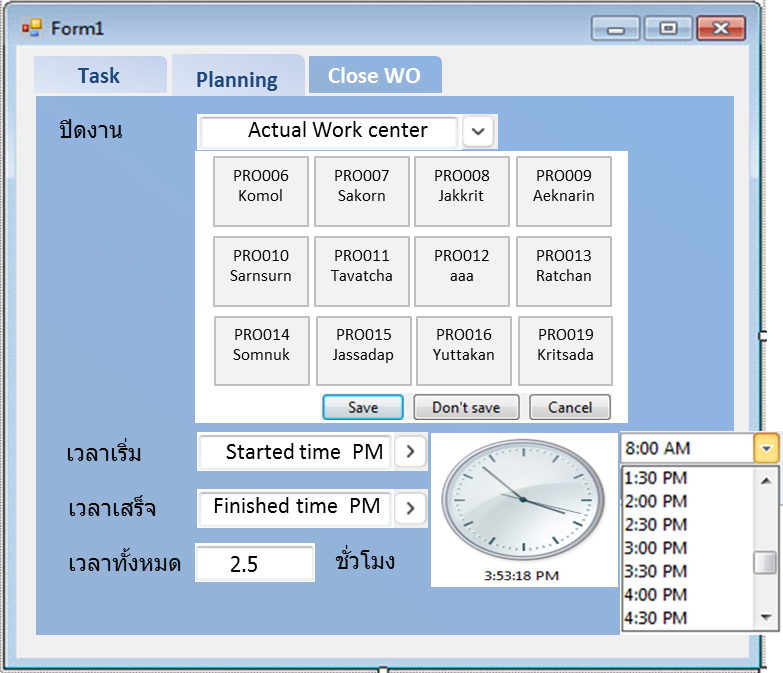 Form1
Task Planning Close WO
ปิดงาน Actual Work center
PRO006 PRO007 PRO008 PRO009
Komol Sakorn Jakkrit Aeknarin
PRO010 PRO011 PRO012 PRO013
Sarnsurn Tavatcha aaa Ratchan
PRO014 PRO015 PRO016 PRO019
Somnuk Jassadap Yuttakan Kritsada
Save Don't save Cancel
เวลาเริ่ม Started time PM
เวลาเสร็จ Finished time PM
เวลาทั้งหมด 2.5 ชั่วโมง
3:53:18 PM
8:00 AM
1:30 PM
2:00 PM
2:30 PM
3:00 PM
3:30 PM
4:00 PM
4:30 PM